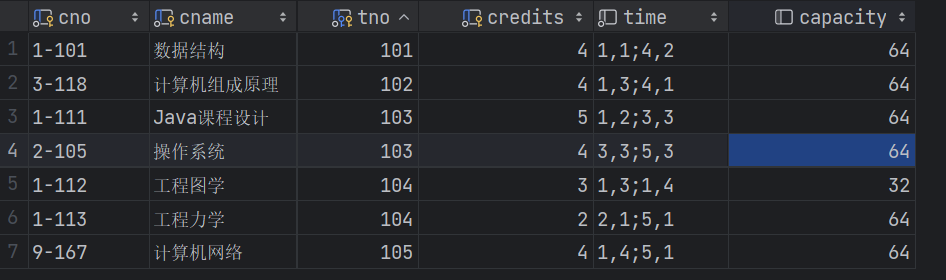 cno cname tno credits time capacity
1 1-101 数据结构 101 4 1,1;4,2 64
2 3-118 计算机组成原理 102 4 1,3;4,1 64
3 1-111 Java课程设计 103 5 1,2;3,3 64
4 2-105 操作系统 103 4 3,3;5,3 64
5 1-112 工程图学 104 3 1,3;1,4 32
6 1-113 工程力学 104 2 2,1;5,1 64
7 9-167 计算机网络 105 4 1,4;5,1 64